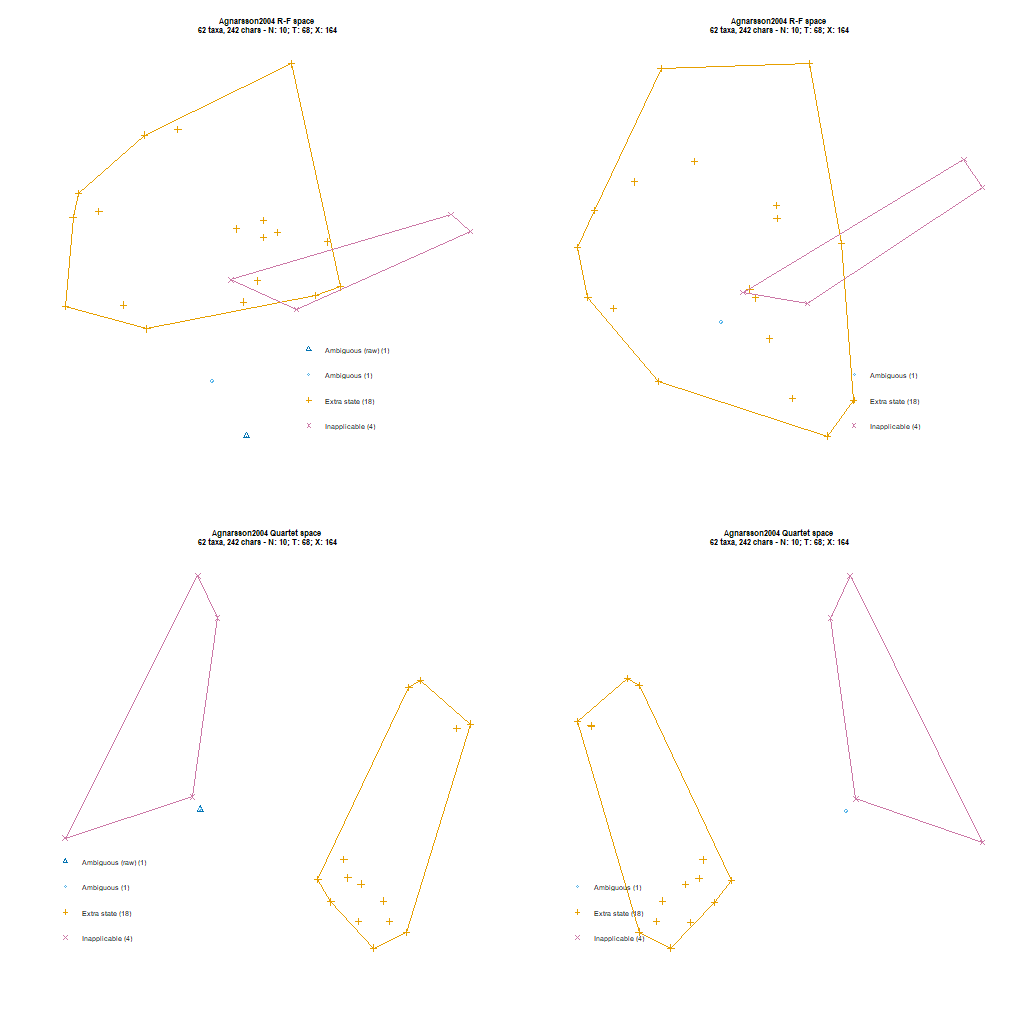 Agnarsson2004 R-F space
62 taxa, 242 chars - N: 10; T: 68; X: 164
Ambiguous (raw) (1)
Ambiguous (1)
Extra state (18)
Inapplicable (4)
Agnarsson2004 R-F space
62 taxa, 242 chars - N: 10; T: 68; X: 164
Ambiguous (1)
Extra state (18)
Inapplicable (4)
Agnarsson2004 Quartet space
62 taxa, 242 chars - N: 10; T: 68; X: 164
Ambiguous (raw) (1)
Ambiguous (1)
Extra state (18)
Inapplicable (4)
Agnarsson2004 Quartet space
62 taxa, 242 chars - N: 10; T: 68; X: 164
Ambiguous (1)
Extra state (18)
Inapplicable (4)